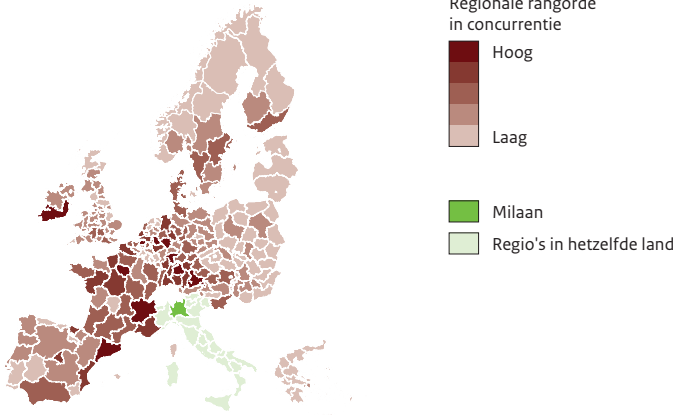 Regionale rangorde
in concurrentie
Hoog
Laag
Milaan
Regio's in hetzelfde land